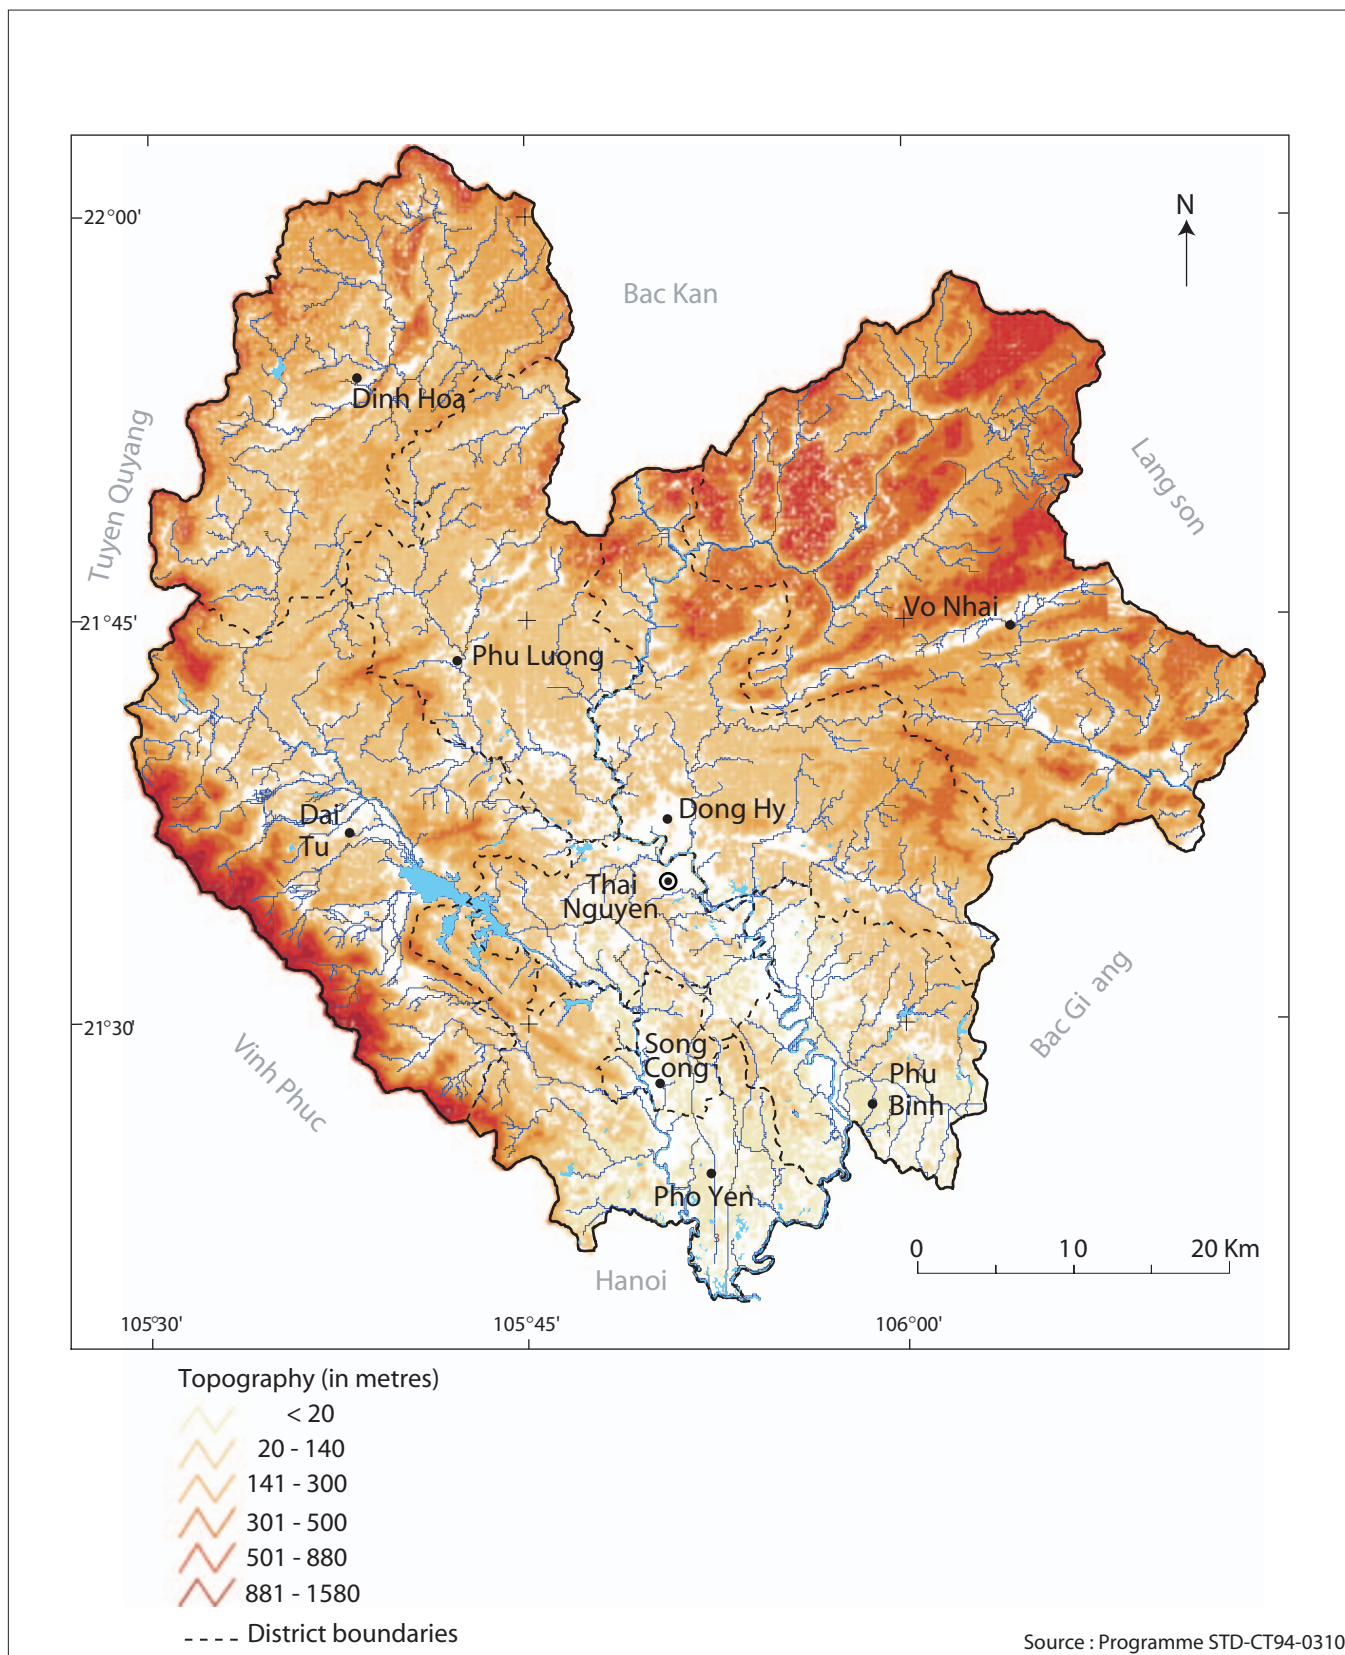 22°00'
N
Bac Kan
Dinh Hoa
Tuyen Quyang
Lang son
21°45'
Vo Nhai
Phu Luong
Dong Hy
Dai
Tu
Thai
Nguyen
21°30'
Bac Gi ang
Song
Cong
Vinh Phuc
Phu
Binh
Pho Yen
3
0 10 20 Km
Hanoi
105°30' 105°45' 106°00'
Topography (in metres)
< 20
20 - 140
141 - 300
301 - 500
501 - 880
881 - 1580
District boundaries
Source : Programme STD-CT94-0310